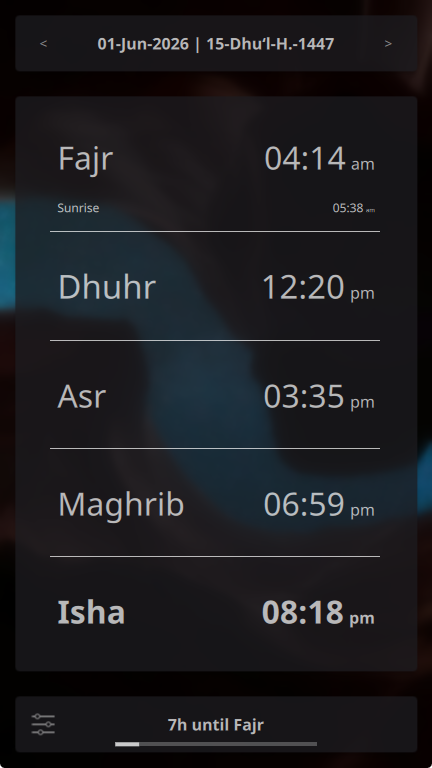 < 01-Jun-2026 | 15-Dhuʻl-H.-1447 >
Fajr 04:14 am
Sunrise 05:38 am
Dhuhr 12:20 pm
Asr 03:35 pm
Maghrib 06:59 pm
Isha 08:18 pm
7h until Fajr